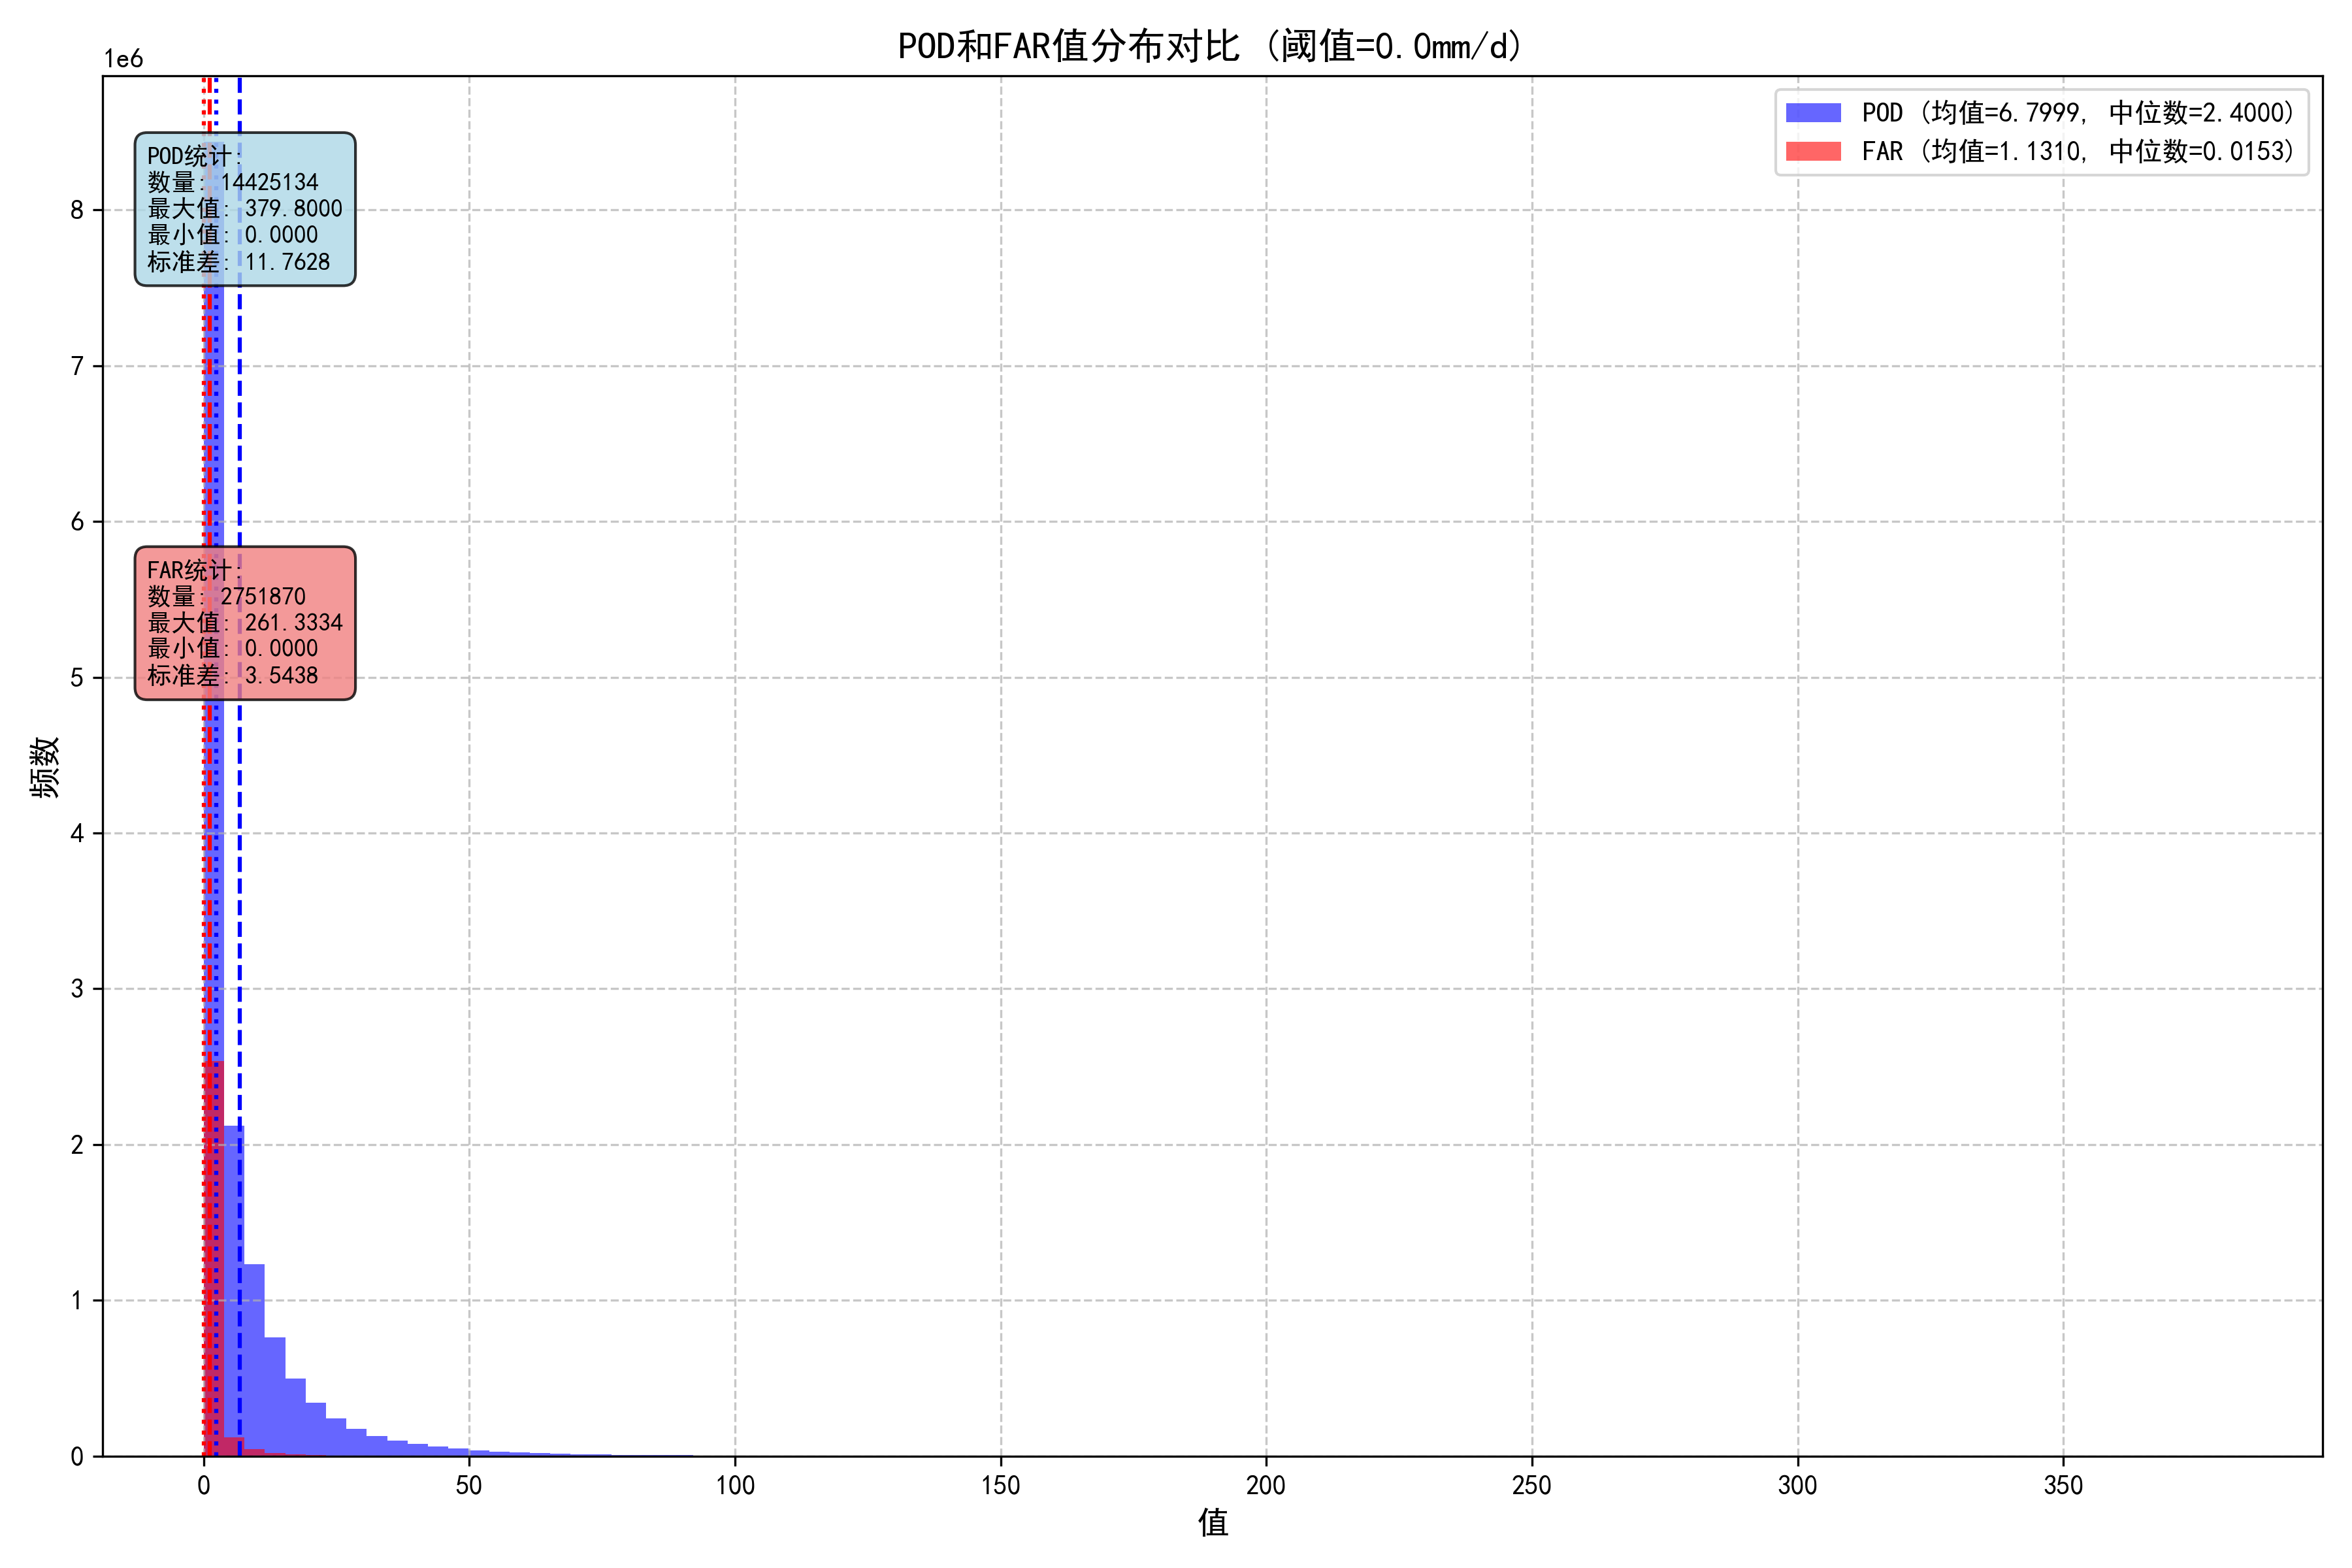 POD和FAR值分布对比 (阈值=0.0mm/d)
1e6
POD (均值=6.7999, 中位数=2.4000)
FAR (均值=1.1310, 中位数=0.0153)
POD统计:
数量: 14425134
最大值: 379.8000
最小值: 0.0000
标准差: 11.7628
FAR统计:
数量: 2751870
最大值: 261.3334
最小值: 0.0000
标准差: 3.5438
频数
8
7
6
5
4
3
2
1
0
0 50 100 150 200 250 300 350
值